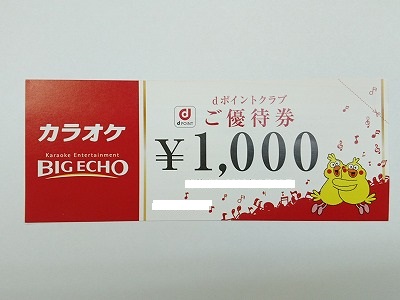 カラオケ
Karaoke Entertainment
BIG ECHO
d
d POINT
dポイントクラブ
ご優待券
¥1,000